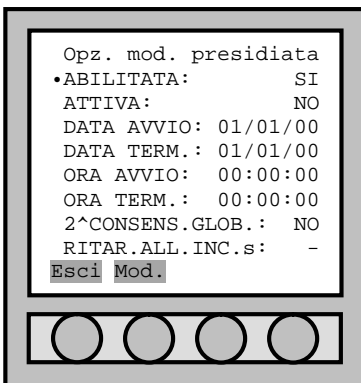 Opz. mod. presidiata
•ABILITATA: SI
ATTIVA: NO
DATA AVVIO: 01/01/00
DATA TERM.: 01/01/00
ORA AVVIO: 00:00:00
ORA TERM.: 00:00:00
2^CONSENS.GLOB.: NO
RITAR.ALL.INC.s: -
Esci Mod.